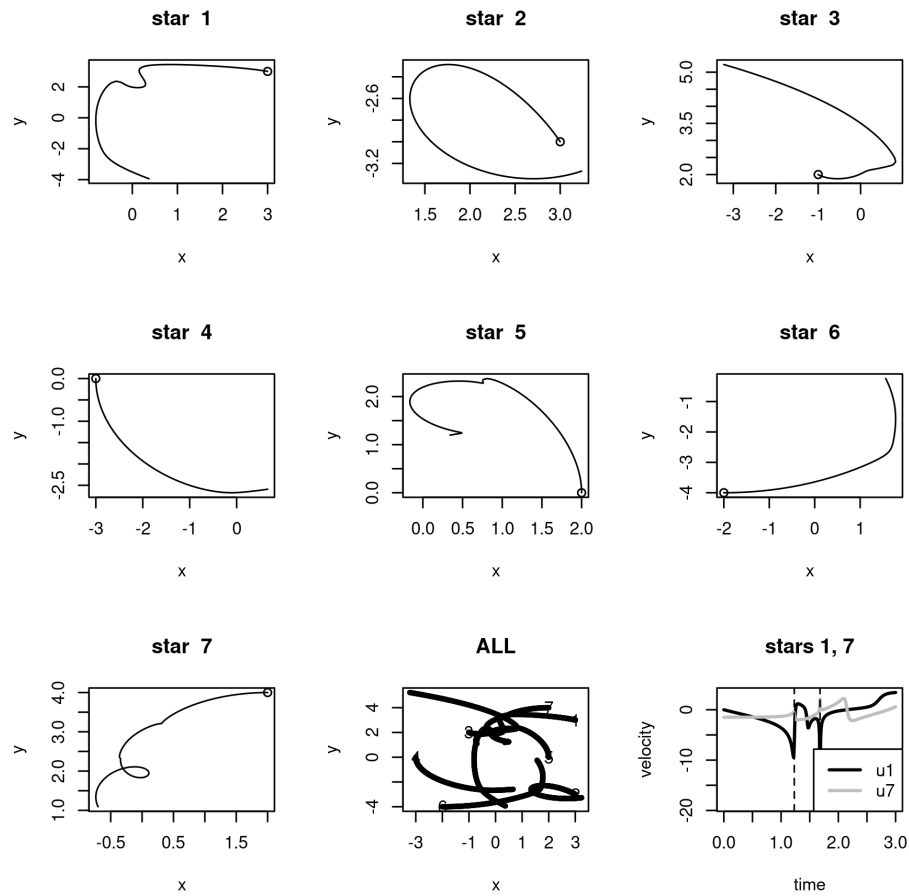 star 1 star 2 star 3
2
0
-2
-4
y
0 1 2 3
x
-2.6
-3.2
y
1.5 2.0 2.5 3.0
x
5.0
3.5
2.0
y
-3 -2 -1 0
x
star 4 star 5 star 6
0.0
-1.0
-2.5
y
-3 -2 -1 0
x
2.0
1.0
0.0
y
0.0 0.5 1.0 1.5 2.0
x
-1
-2
-3
-4
y
-2 -1 0 1
x
star 7 ALL stars 1, 7
4.0
3.0
2.0
1.0
y
-0.5 0.5 1.5
x
4
2
0
-4
y
-3 -1 0 1 2 3
x
0
-10
-20
velocity
u1
u7
0.0 1.0 2.0 3.0
time